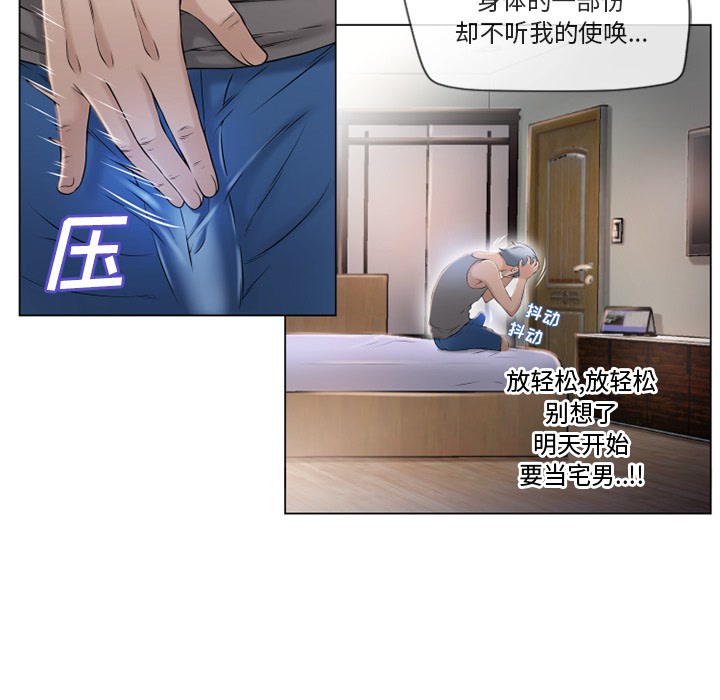 身体的一部份
却不听我的使唤...
压
抖动
抖动
放轻松,放轻松
别想了
明天开始
要当宅男..!!